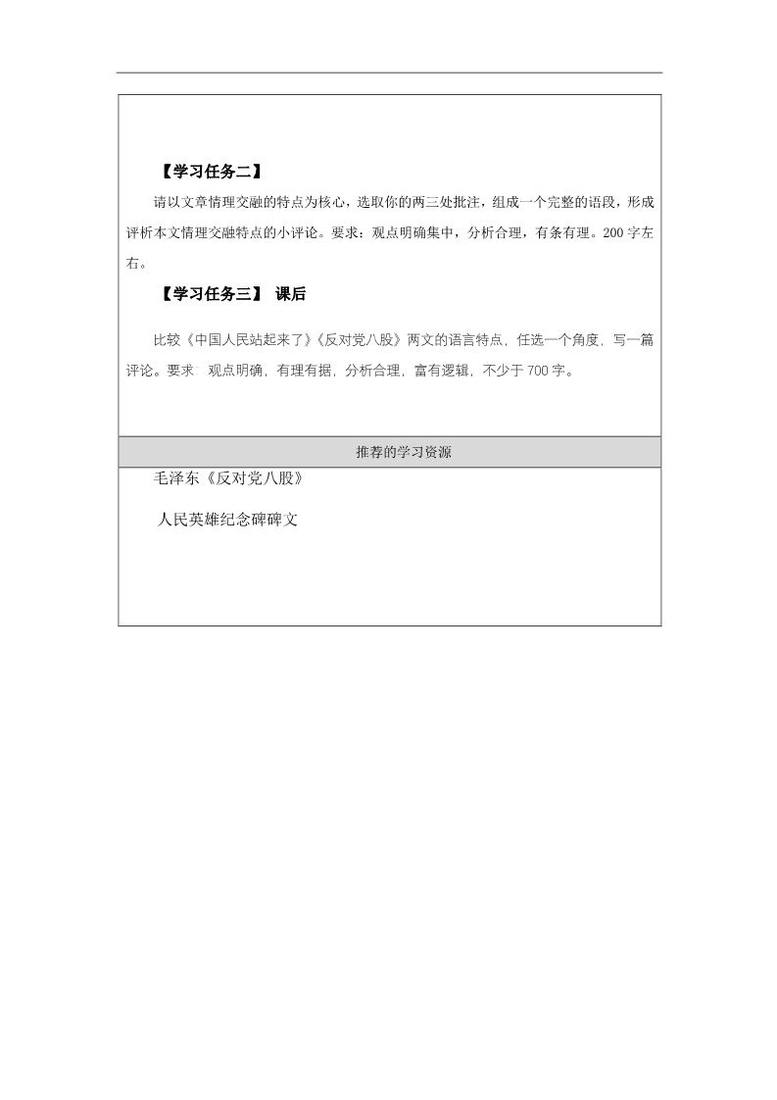 【学习任务二】
请以文章情理交融的特点为核心，选取你的两三处批注，组成一个完整的语段，形成
评析本文情理交融特点的小评论。要求：观点明确集中，分析合理，有条有理。200 字左
右。
【学习任务三】 课后
比较《中国人民站起来了》《反对党八股》两文的语言特点，任选一个角度，写一篇
评论。要求：观点明确，有理有据，分析合理，富有逻辑，不少于 700 字。
推荐的学习资源
毛泽东《反对党八股》
人民英雄纪念碑碑文